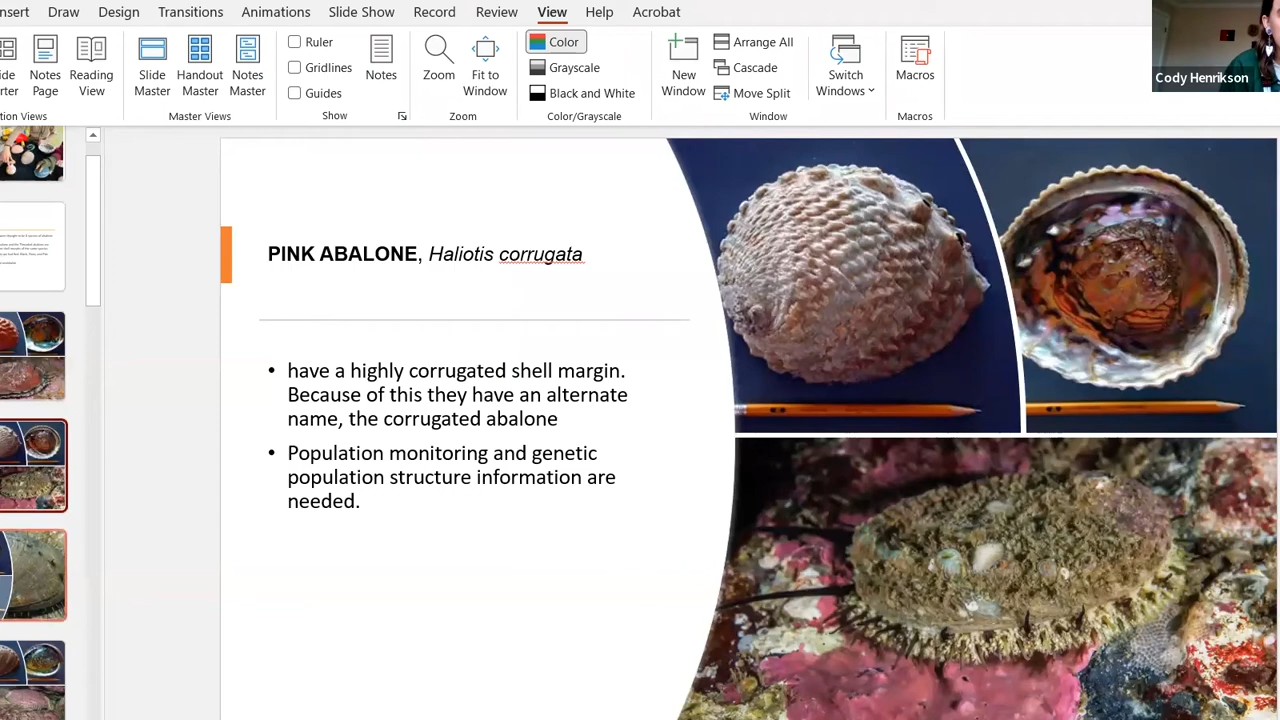 Draw Transitions Animations Slide Show Record Review View Help Acrobat
Design
Notes Page
Reading View
Slide Master
Handout Master
Notes Master
Master Views
Ruler
Gridlines
Guides
Notes
Show
Zoom
Fit to Window
Zoom
Color
Grayscale
Black and White
Color/Grayscale
New Window
Arrange All
Cascade
Move Split
Switch Windows
Window
Macros
Macros
Cody Henrikson
PINK ABALONE, Haliotis corrugata
• have a highly corrugated shell margin.
Because of this they have an alternate
name, the corrugated abalone
• Population monitoring and genetic
population structure information are
needed.